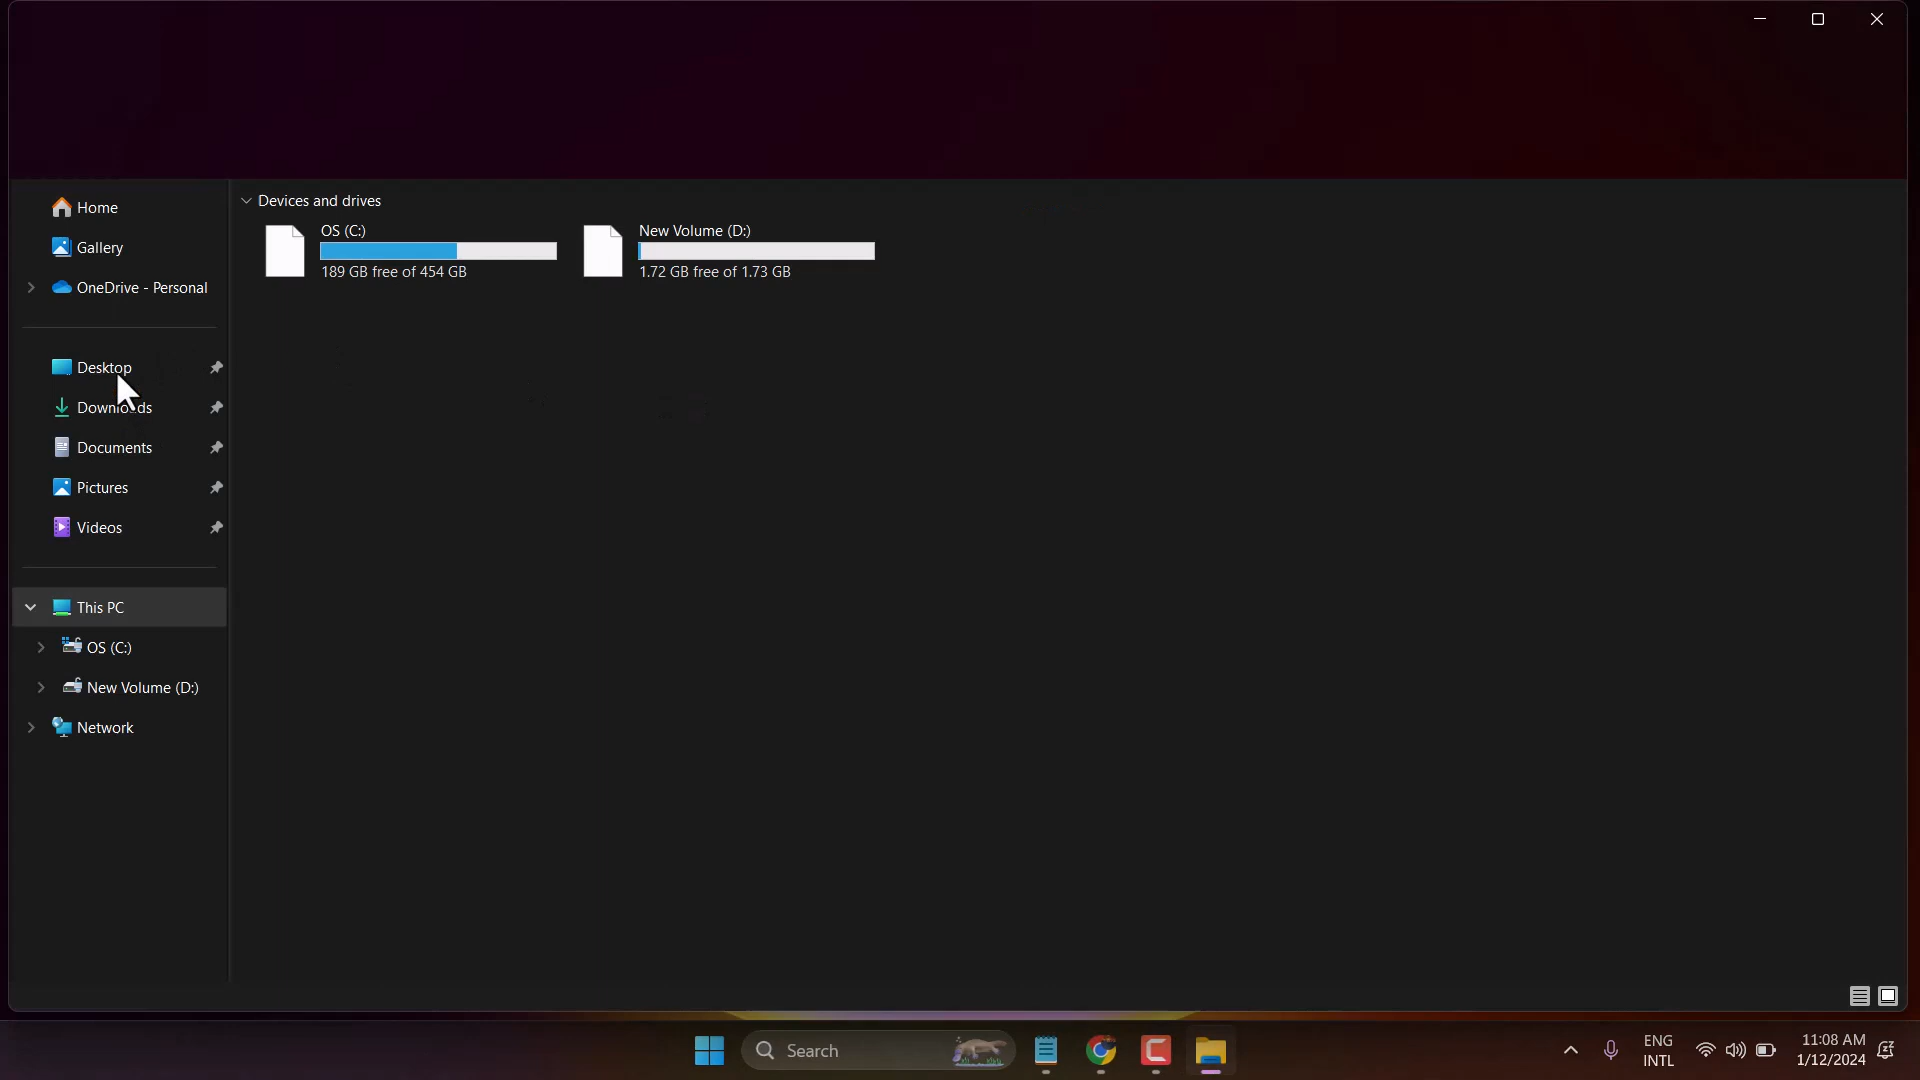 Home
Gallery
OneDrive - Personal
Desktop
Downloads
Documents
Pictures
Videos
This PC
OS (C:)
New Volume (D:)
Network
Devices and drives
OS (C:)
189 GB free of 454 GB
New Volume (D:)
1.72 GB free of 1.73 GB
Search
ENG
INTL
11:08 AM
1/12/2024